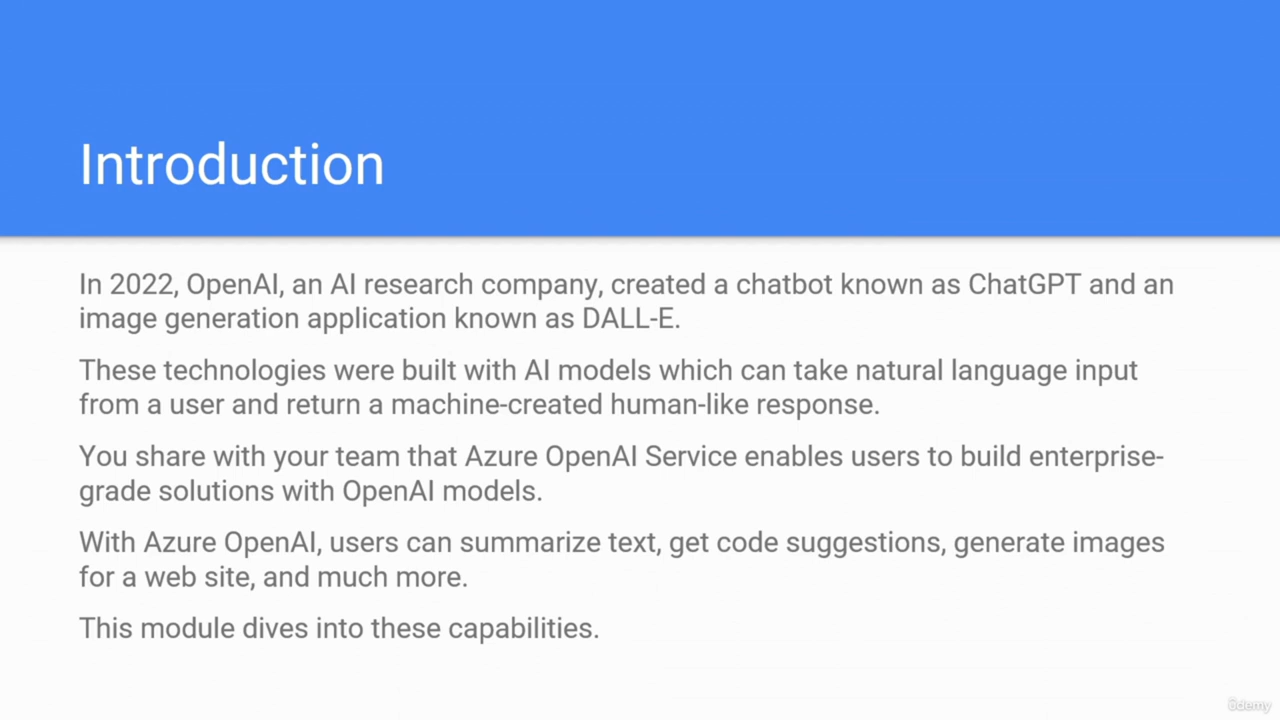 Introduction
In 2022, OpenAI, an AI research company, created a chatbot known as ChatGPT and an
image generation application known as DALL-E.
These technologies were built with AI models which can take natural language input
from a user and return a machine-created human-like response.
You share with your team that Azure OpenAI Service enables users to build enterprise-
grade solutions with OpenAI models.
With Azure OpenAI, users can summarize text, get code suggestions, generate images
for a web site, and much more.
This module dives into these capabilities.
ûdemy